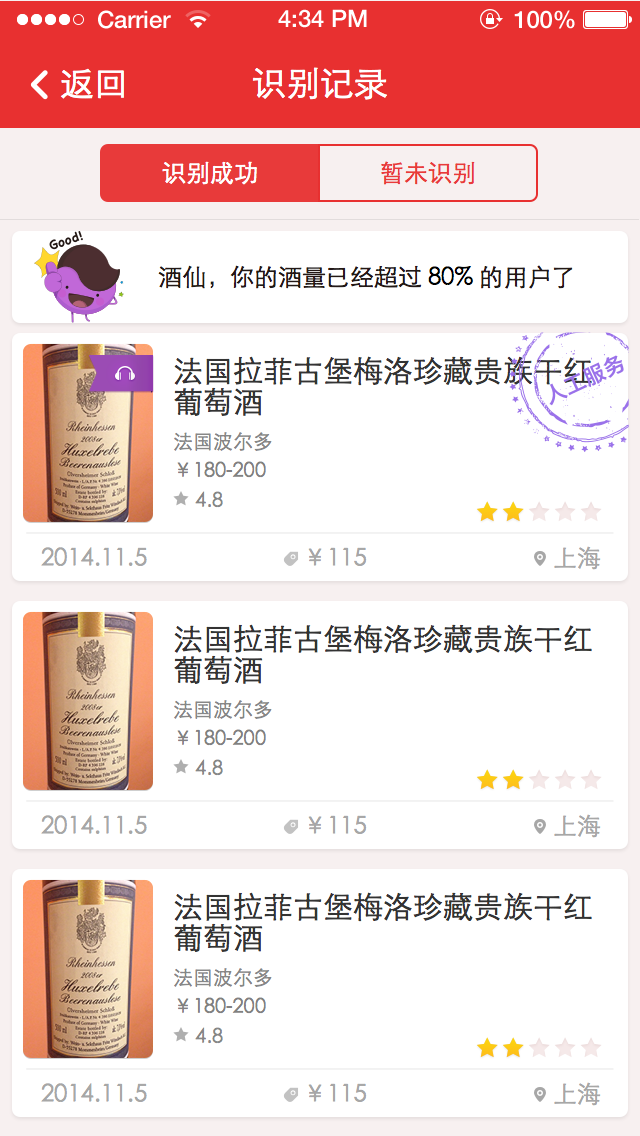 Carrier 4:34 PM 100%
返回 识别记录
识别成功 暂未识别
Good!
酒仙，你的酒量已经超过 80% 的用户了
法国拉菲古堡梅洛珍藏贵族干红
葡萄酒
人工服务
法国波尔多
￥180-200
4.8
Rheinhessen
2008er
Huxelrebe
Beerenauslese
2014.11.5 ￥115 上海
法国拉菲古堡梅洛珍藏贵族干红
葡萄酒
法国波尔多
￥180-200
4.8
Rheinhessen
2008er
Huxelrebe
Beerenauslese
2014.11.5 ￥115 上海
法国拉菲古堡梅洛珍藏贵族干红
葡萄酒
法国波尔多
￥180-200
4.8
Rheinhessen
2008er
Huxelrebe
Beerenauslese
2014.11.5 ￥115 上海